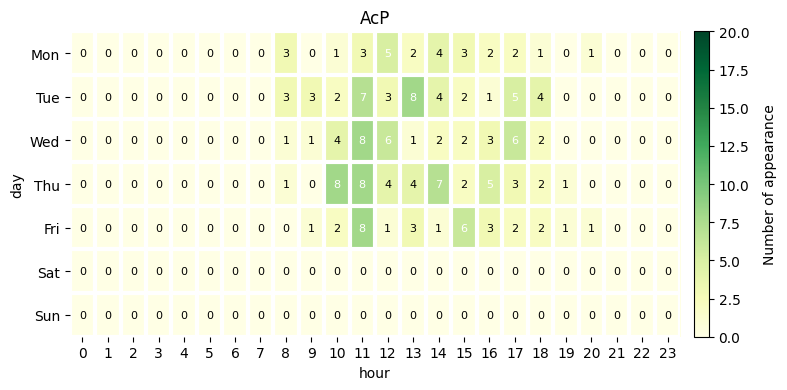 AcP
Mon 0 0 0 0 0 0 0 0 3 0 1 3 5 2 4 3 2 2 1 0 1 0 0 0
Tue 0 0 0 0 0 0 0 0 3 3 2 7 3 8 4 2 1 5 4 0 0 0 0 0
Wed 0 0 0 0 0 0 0 0 1 1 4 8 6 1 2 2 3 6 2 0 0 0 0 0
Thu 0 0 0 0 0 0 0 0 1 0 8 8 4 4 7 2 5 3 2 1 0 0 0 0
Fri 0 0 0 0 0 0 0 0 0 1 2 8 1 3 1 6 3 2 2 1 1 0 0 0
Sat 0 0 0 0 0 0 0 0 0 0 0 0 0 0 0 0 0 0 0 0 0 0 0 0
Sun 0 0 0 0 0 0 0 0 0 0 0 0 0 0 0 0 0 0 0 0 0 0 0 0
0 1 2 3 4 5 6 7 8 9 10 11 12 13 14 15 16 17 18 19 20 21 22 23
hour
day
20.0
17.5
15.0
12.5
10.0
7.5
5.0
2.5
0.0
Number of appearance